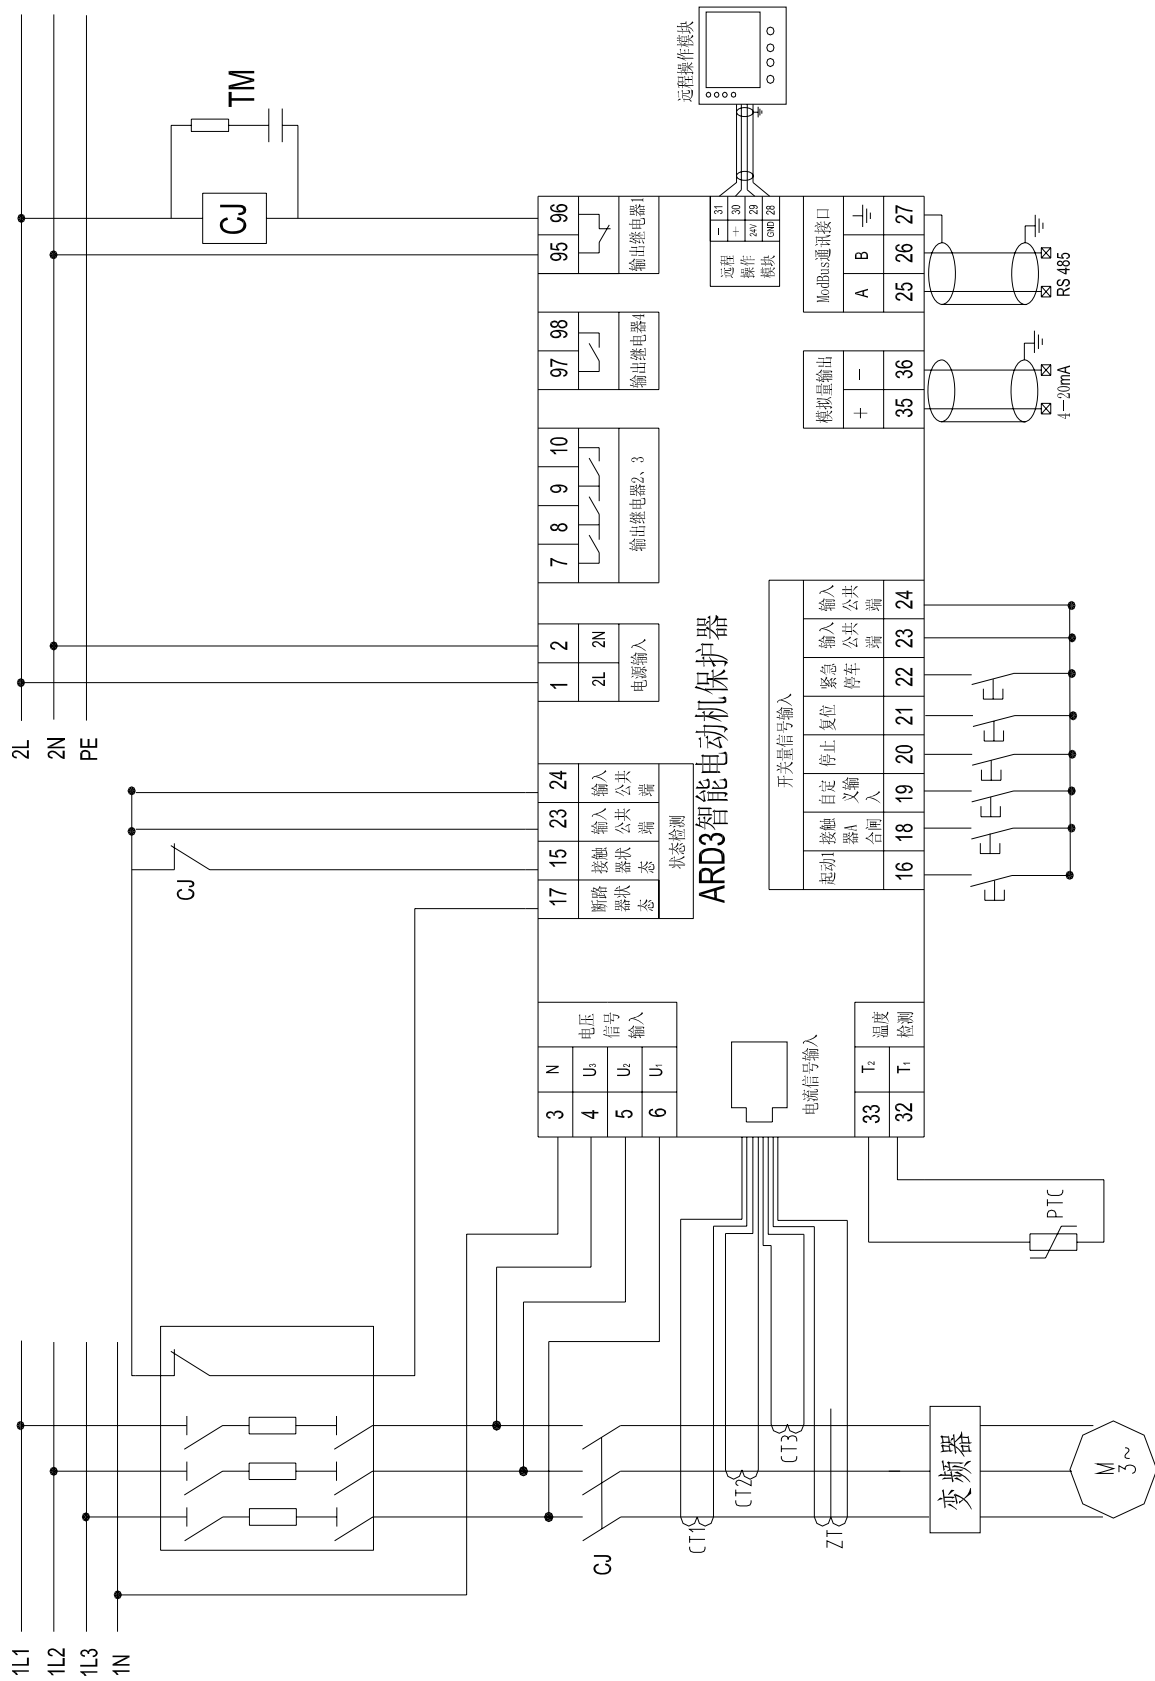 1L1
1L2
1L3
1N
2L
2N
PE
CJ
CJ
CJ
TM
CT1
CT2
CT3
ZT
变频器
M
3~
PTC
3
N
4
U3
5
U2
6
U1
电压
信号
输入
电流信号输入
33
T2
32
T1
温度
检测
17
断路
器状
态
15
接触
器状
态
23
输入
公共
端
24
输入
公共
端
状态检测
ARD3智能电动机保护器
1
2L
2
2N
电源输入
7
8
9
10
输出继电器2、3
97
98
输出继电器4
95
96
输出继电器1
开关量信号输入
起动1
16
接触
器A
合闸
18
自定
义输
入
19
停止
20
复位
21
紧急
停车
22
输入
公共
端
23
输入
公共
端
24
模拟量输出
+
-
35
36
4-20mA
ModBus通讯接口
A
B
25
26
27
RS 485
远程
操作
模块
-
31
+
30
24V
29
GND
28
远程操作模块